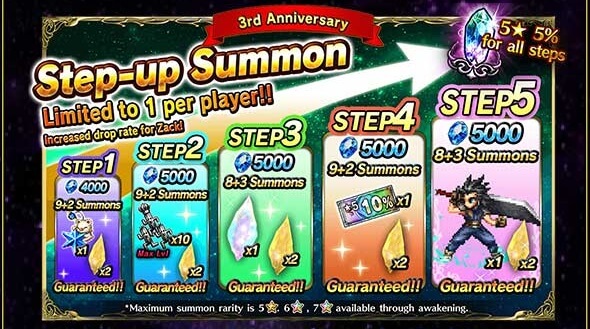 3rd Anniversary
Step-up Summon
5★ 5%
for all steps
Limited to 1 per player!!
Increased drop rate for Zack!
STEP1
4000
9+2 Summons
x1
Guaranteed!!
STEP2
5000
9+2 Summons
x10
Max Lvl
x2
Guaranteed!!
STEP3
5000
8+3 Summons
x1
x2
Guaranteed!!
STEP4
5000
9+2 Summons
★5 10% x1
x2
Guaranteed!!
STEP5
5000
8+3 Summons
x2
Guaranteed!!
*Maximum summon rarity is 5★. 6★, 7★ available through awakening.